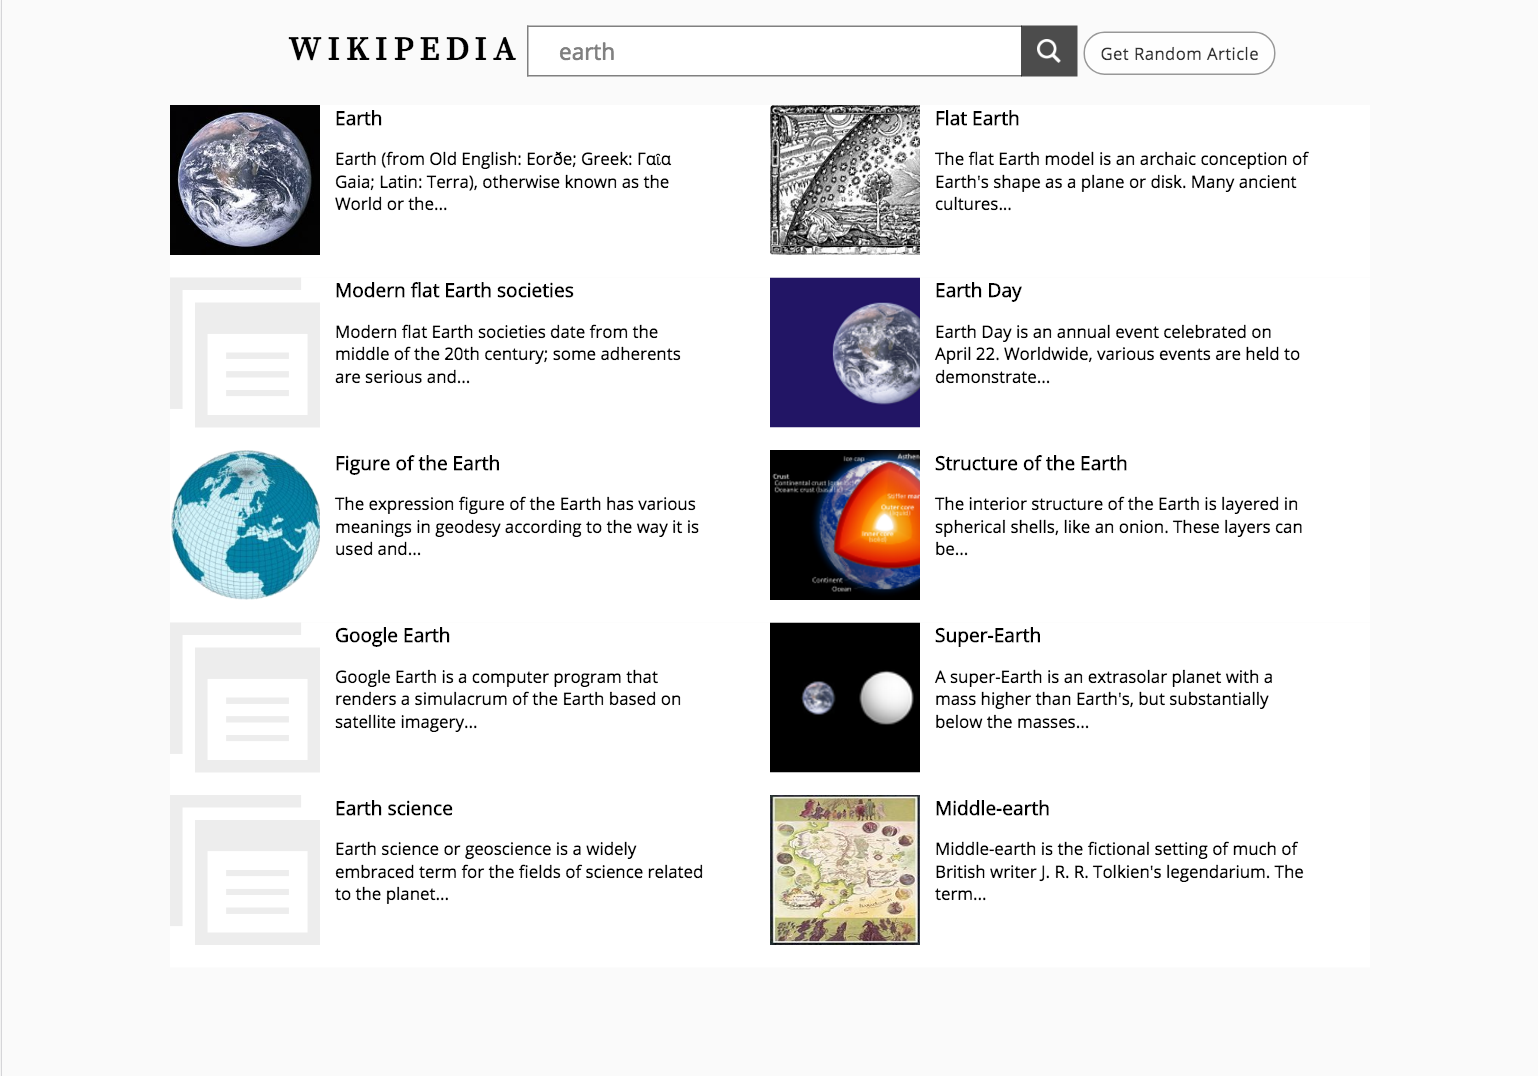 WIKIPEDIA
earth
Get Random Article
Earth
Earth (from Old English: Eorðe; Greek: Γαῖα
Gaia; Latin: Terra), otherwise known as the
World or the...
Flat Earth
The flat Earth model is an archaic conception of
Earth's shape as a plane or disk. Many ancient
cultures...
Modern flat Earth societies
Modern flat Earth societies date from the
middle of the 20th century; some adherents
are serious and...
Earth Day
Earth Day is an annual event celebrated on
April 22. Worldwide, various events are held to
demonstrate...
Figure of the Earth
The expression figure of the Earth has various
meanings in geodesy according to the way it is
used and...
Ice cap
Crust
Continental crust
Oceanic crust
Outer core
Inner core
Continent
Ocean
Structure of the Earth
The interior structure of the Earth is layered in
spherical shells, like an onion. These layers can
be...
Google Earth
Google Earth is a computer program that
renders a simulacrum of the Earth based on
satellite imagery...
Super-Earth
A super-Earth is an extrasolar planet with a
mass higher than Earth's, but substantially
below the masses...
Earth science
Earth science or geoscience is a widely
embraced term for the fields of science related
to the planet...
Middle-earth
Middle-earth is the fictional setting of much of
British writer J. R. R. Tolkien's legendarium. The
term...